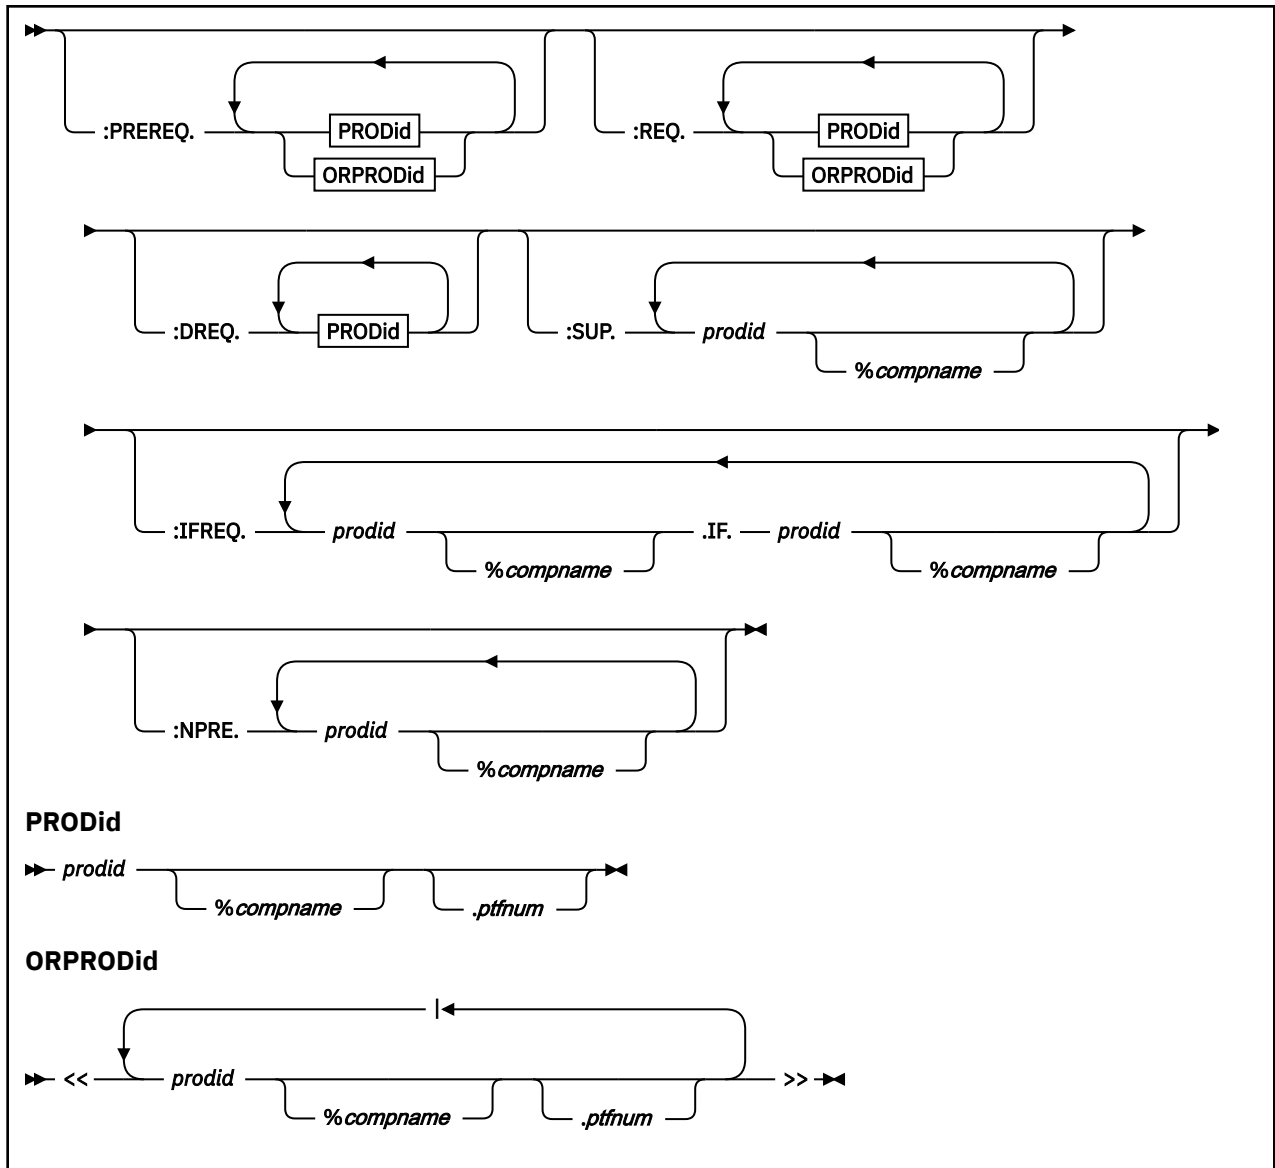 :PREREQ. PRODid :REQ. PRODid
ORPRODid ORPRODid
:DREQ. PRODid :SUP. prodid
%compname
:IFREQ. prodid .IF. prodid
%compname %compname
:NPRE. prodid
%compname
PRODid
prodid
%compname .ptfnum
ORPRODid
|
<< prodid >>
%compname .ptfnum